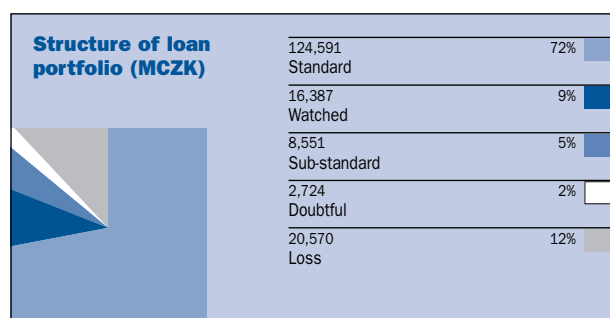 Structure of loan
portfolio (MCZK)
124,591 72%
Standard
16,387 9%
Watched
8,551 5%
Sub-standard
2,724 2%
Doubtful
20,570 12%
Loss